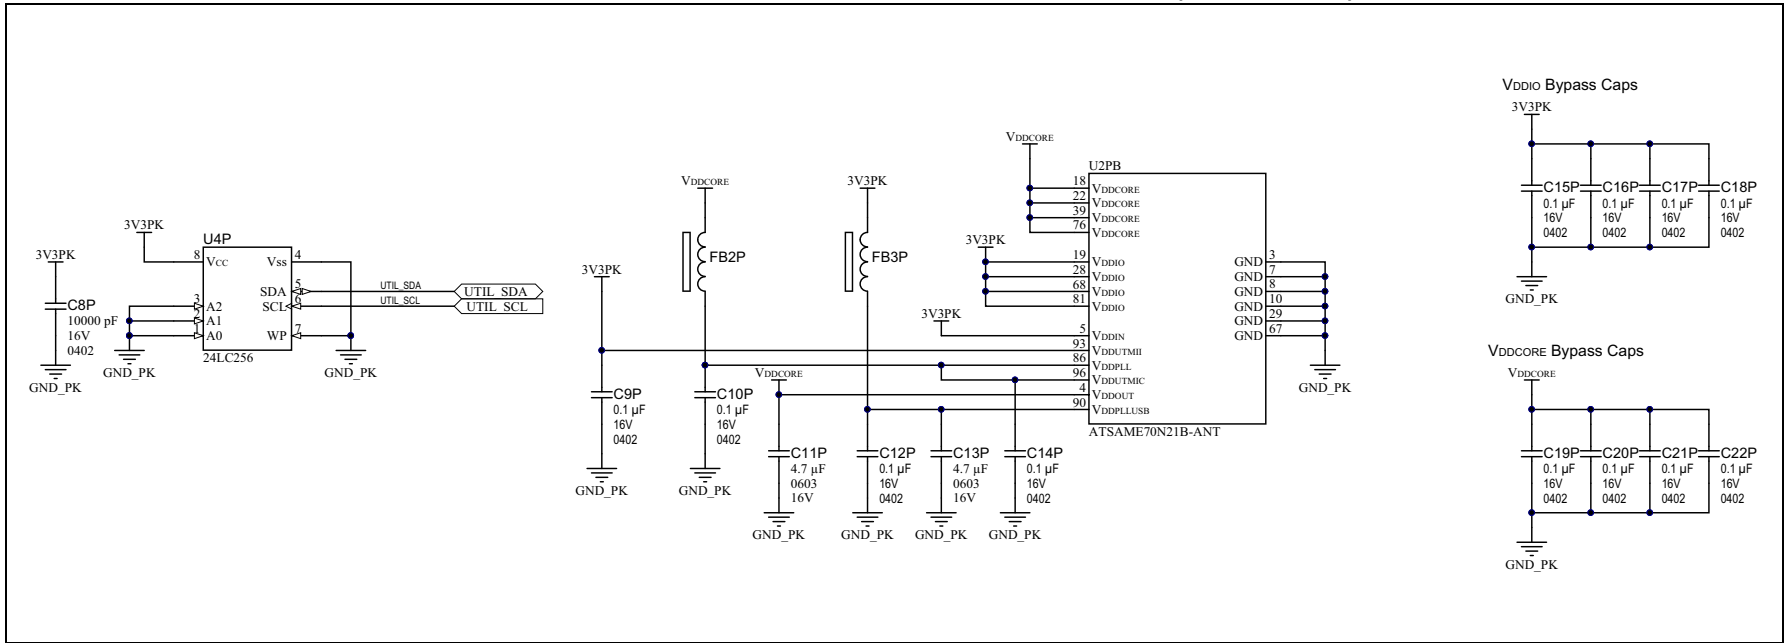 3V3PK
C8P
10000 pF
16V
0402
GND_PK
3V3PK
U4P
8 VCC
VSS 4
SDA 5
SCL 6
WP 7
3 A2
2 A1
1 A0
24LC256
GND_PK
GND_PK
UTIL_SDA
UTIL_SCL
UTIL_SDA
UTIL_SCL
3V3PK
C9P
0.1 µF
16V
0402
GND_PK
VDDCORE
FB2P
C10P
0.1 µF
16V
0402
GND_PK
VDDCORE
C11P
4.7 µF
0603
16V
GND_PK
3V3PK
FB3P
C12P
0.1 µF
16V
0402
GND_PK
C13P
4.7 µF
0603
16V
GND_PK
C14P
0.1 µF
16V
0402
GND_PK
VDDCORE
3V3PK
3V3PK
U2PB
18 VDDCORE
22 VDDCORE
39 VDDCORE
76 VDDCORE
19 VDDIO
28 VDDIO
68 VDDIO
81 VDDIO
5 VDDIN
93 VDDUTMII
86 VDDPLL
96 VDDUTMIC
4 VDDOUT
90 VDDPLLUSB
GND 3
GND 7
GND 8
GND 10
GND 29
GND 67
ATSAME70N21B-ANT
GND_PK
VDDIO Bypass Caps
3V3PK
C15P C16P C17P C18P
0.1 µF 0.1 µF 0.1 µF 0.1 µF
16V 16V 16V 16V
0402 0402 0402 0402
GND_PK
VDDCORE Bypass Caps
VDDCORE
C19P C20P C21P C22P
0.1 µF 0.1 µF 0.1 µF 0.1 µF
16V 16V 16V 16V
0402 0402 0402 0402
GND_PK